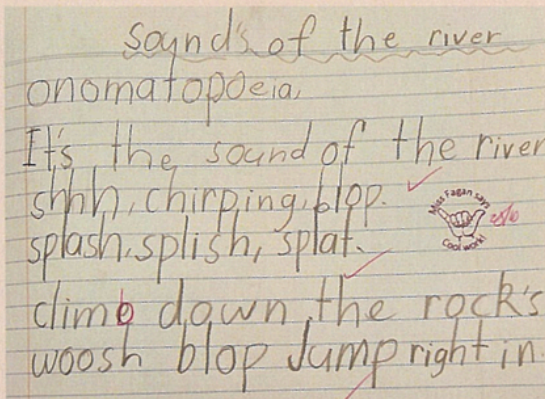 Sound's of the river
onomatopoeia,
It's the sound of the river
shhh, chirping, blop.
splash, splish, splat.
climb down the rock's
woosh blop Jump right in
Miss Fagan says
Cool work!